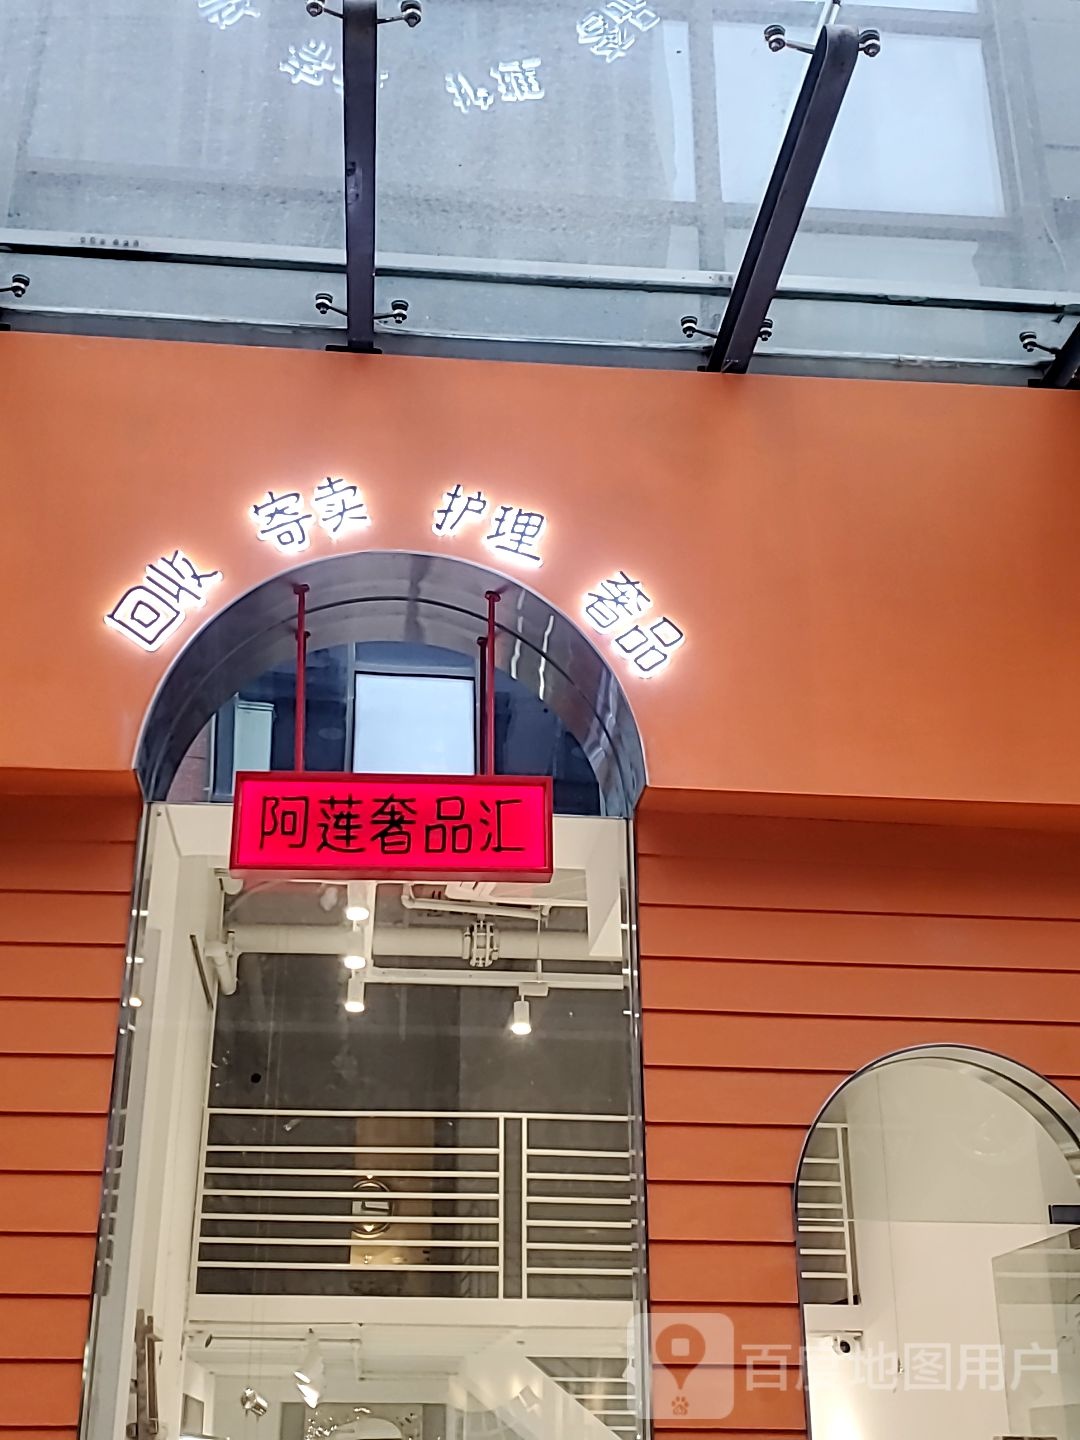 回收 寄卖 护理 奢品
阿莲奢品汇
百度地图用户